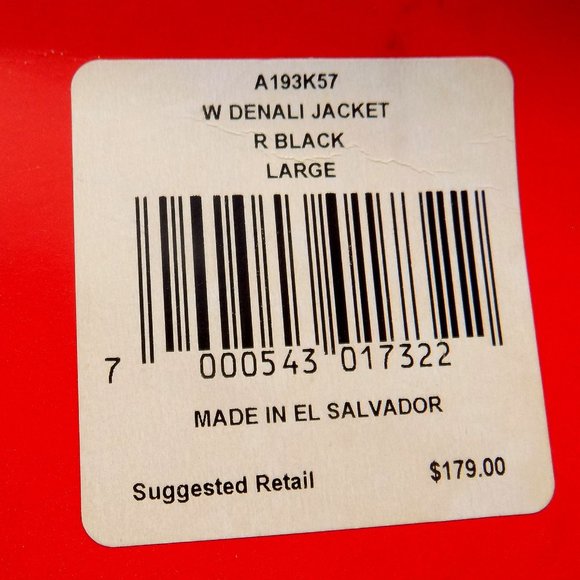 A193K57
W DENALI JACKET
R BLACK
LARGE
7 000543 017322
MADE IN EL SALVADOR
Suggested Retail $179.00